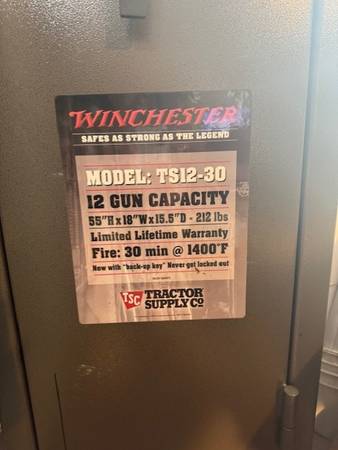 WINCHESTER
SAFES AS STRONG AS THE LEGEND
MODEL: TS12-30
12 GUN CAPACITY
55"H x 18"W x 15.5"D - 212 lbs
Limited Lifetime Warranty
Fire: 30 min @ 1400°F
Now with "back-up key" Never get locked out
TSC TRACTOR
SUPPLY Cº